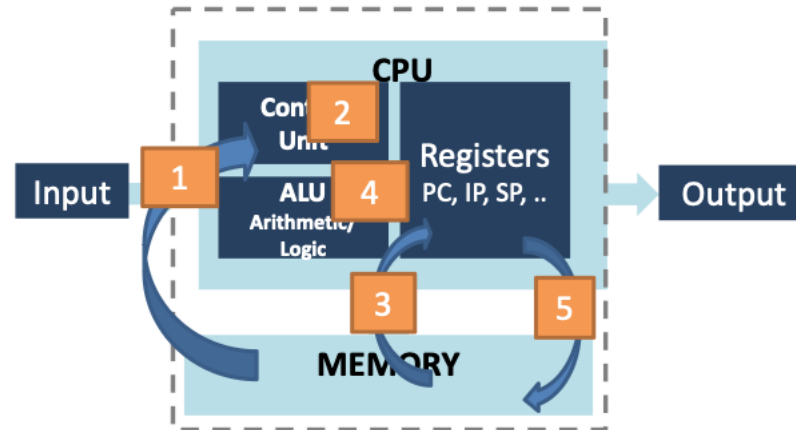 CPU
Cont
Unit
2
Registers
PC, IP, SP, ..
Input
1
ALU
4
Arithmetic/
Logic
Output
3
5
MEMORY